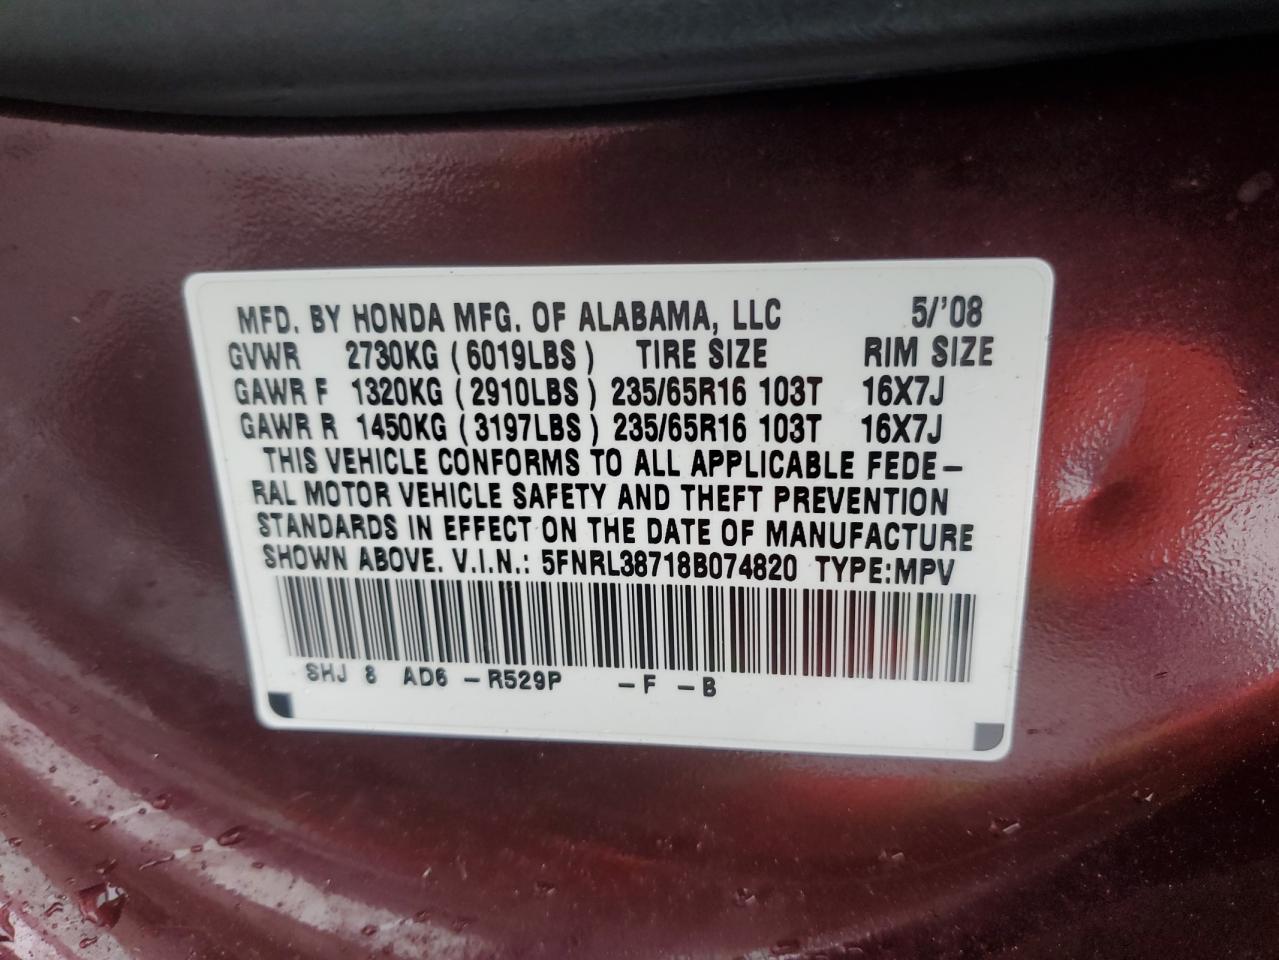 MFD. BY HONDA MFG. OF ALABAMA, LLC 5/'08
GVWR 2730KG (6019LBS) TIRE SIZE RIM SIZE
GAWR F 1320KG (2910LBS) 235/65R16 103T 16X7J
GAWR R 1450KG (3197LBS) 235/65R16 103T 16X7J
THIS VEHICLE CONFORMS TO ALL APPLICABLE FEDE-
RAL MOTOR VEHICLE SAFETY AND THEFT PREVENTION
STANDARDS IN EFFECT ON THE DATE OF MANUFACTURE
SHOWN ABOVE. V.I.N.: 5FNRL38718B074820 TYPE:MPV
SHJ 8 AD6 -R529P -F -B